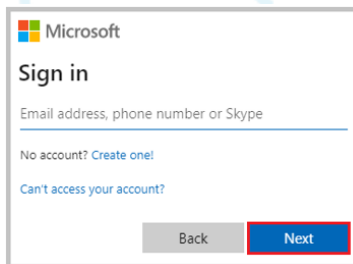 Microsoft
Sign in
Email address, phone number or Skype
No account? Create one!
Can't access your account?
Back Next